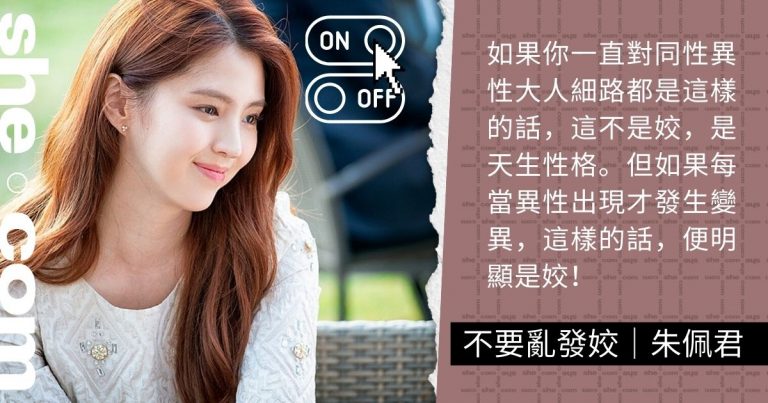 she.com
ON
OFF
如果你一直對同性異
性大人細路都是這樣
的話，這不是姣，是
天生性格。但如果每
當異性出現才發生變
異，這樣的話，便明
顯是姣！
不要亂發姣｜朱佩君